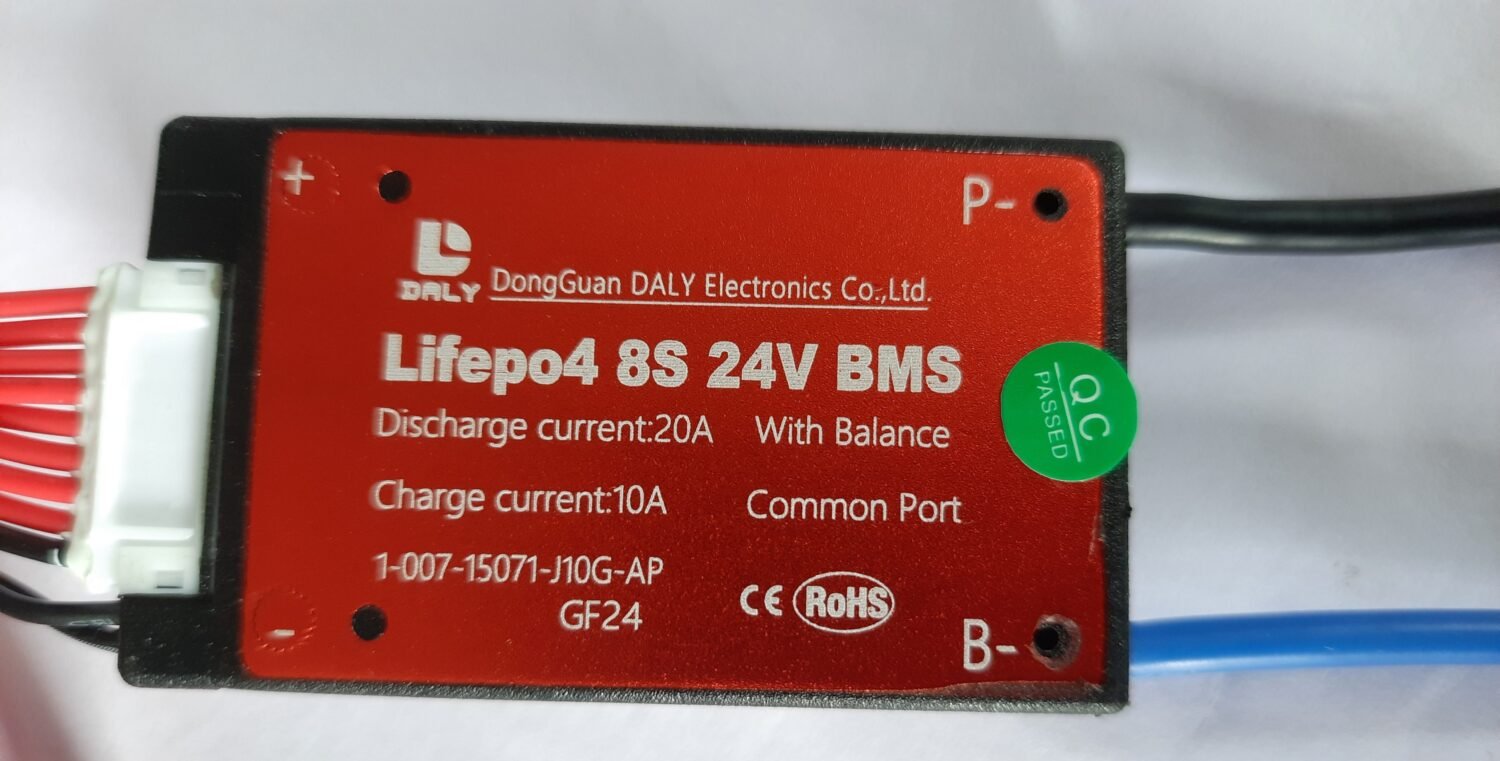 +
P-
DALY
DongGuan DALY Electronics Co.,Ltd.
Lifepo4 8S 24V BMS
Discharge current:20A With Balance
Charge current:10A Common Port
QC
PASSED
1-007-15071-J10G-AP
GF24
CE RoHS
-
B-